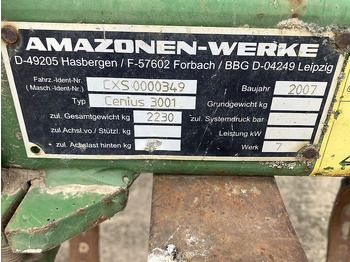 AMAZONEN-WERKE
D-49205 Hasbergen / F-57602 Forbach / BBG D-04249 Leipzig
Fahrz.-Ident-Nr. (Masch.-Ident-Nr.) CXS 0000349 Baujahr 2007
Typ Cenius 3001 Grundgewicht kg
zul. Gesamtgewicht kg 2230 zul. Systemdruck bar
zul. Achsl.vo./ Stützl. kg Leistung kW
zul. Achslast hinten kg Werk 7